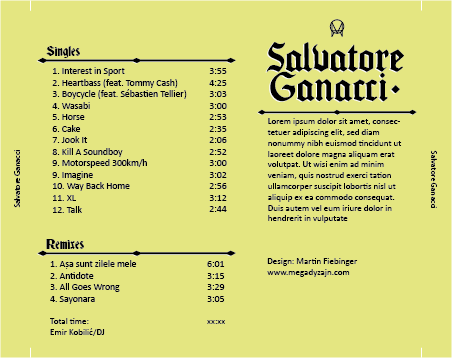 Singles
1. Interest in Sport 3:55
2. Heartbass (feat. Tommy Cash) 4:25
3. Boycycle (feat. Sébastien Tellier) 3:03
4. Wasabi 3:00
5. Horse 2:53
6. Cake 2:35
7. Jook It 2:06
8. Kill A Soundboy 2:52
9. Motorspeed 300km/h 3:00
9. Imagine 3:02
10. Way Back Home 2:56
11. XL 3:12
12. Talk 2:44
Remixes
1. Așa sunt zilele mele 6:01
2. Antidote 3:15
3. All Goes Wrong 3:29
4. Sayonara 3:05
Total time: xx:xx
Emir Kobilić/DJ
Salvatore
Ganacci
Lorem ipsum dolor sit amet, consec-
tetuer adipiscing elit, sed diam
nonummy nibh euismod tincidunt ut
laoreet dolore magna aliquam erat
volutpat. Ut wisi enim ad minim
veniam, quis nostrud exerci tation
ullamcorper suscipit lobortis nisl ut
aliquip ex ea commodo consequat.
Duis autem vel eum iriure dolor in
hendrerit in vulputate
Design: Martin Fiebinger
www.megadyzajn.com
Salvatore Ganacci
Salvatore Ganacci